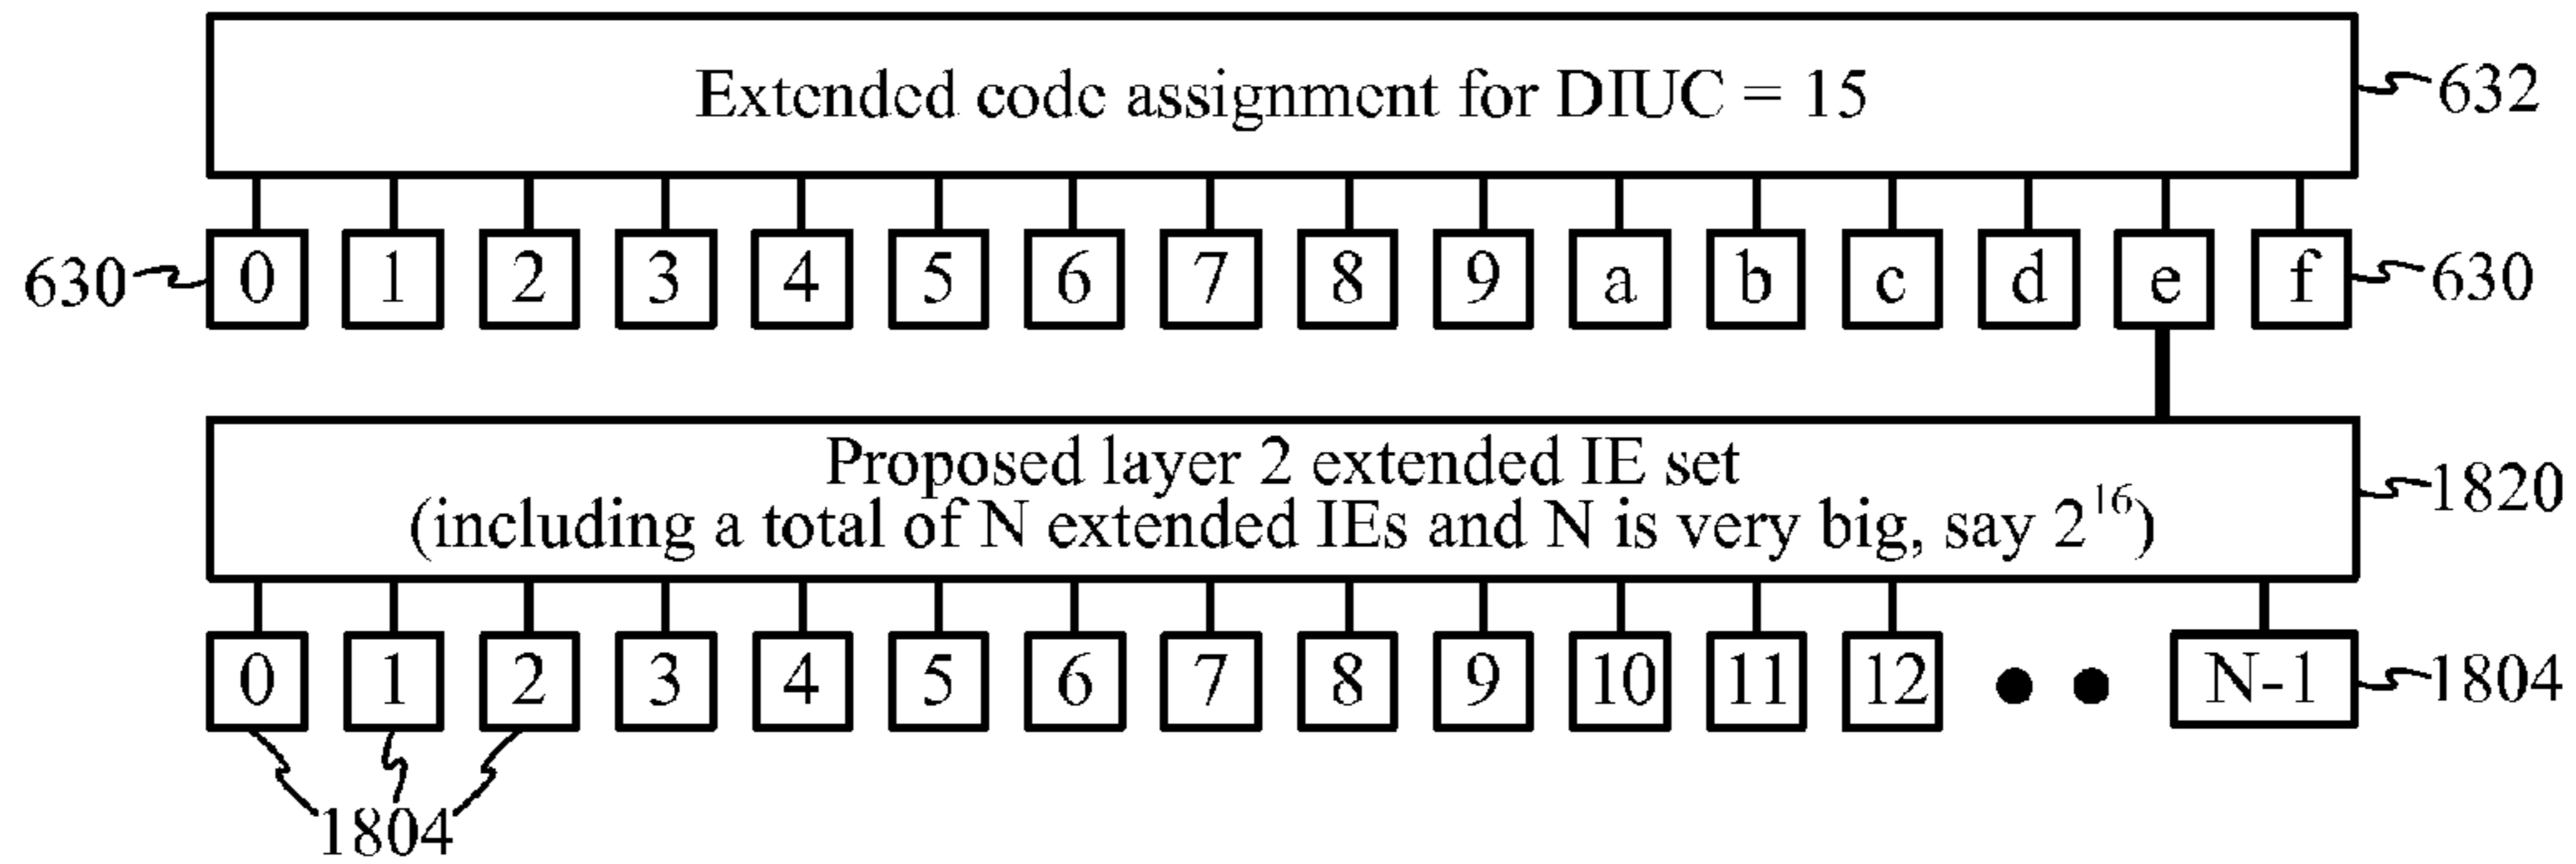 Extended code assignment for DIUC = 15
632
630 0 1 2 3 4 5 6 7 8 9 a b c d e f 630
Proposed layer 2 extended IE set
(including a total of N extended IEs and N is very big, say 2^16)
1820
0 1 2 3 4 5 6 7 8 9 10 11 12 ●● N-1 1804
1804